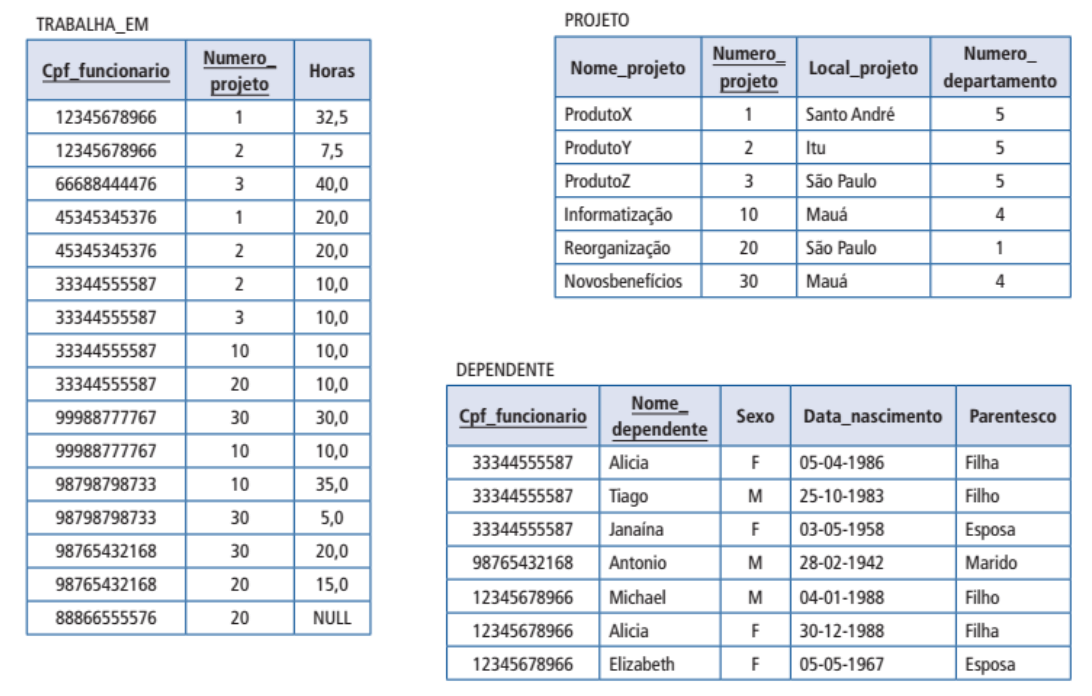 TRABALHA_EM
Cpf_funcionario Numero_projeto Horas
12345678966 1 32,5
12345678966 2 7,5
66688444476 3 40,0
45345345376 1 20,0
45345345376 2 20,0
33344555587 2 10,0
33344555587 3 10,0
33344555587 10 10,0
33344555587 20 10,0
99988777767 30 30,0
99988777767 10 10,0
98798798733 10 35,0
98798798733 30 5,0
98765432168 30 20,0
98765432168 20 15,0
88866555576 20 NULL
PROJETO
Nome_projeto Numero_projeto Local_projeto Numero_departamento
ProdutoX 1 Santo André 5
ProdutoY 2 Itu 5
ProdutoZ 3 São Paulo 5
Informatização 10 Mauá 4
Reorganização 20 São Paulo 1
Novosbenefícios 30 Mauá 4
DEPENDENTE
Cpf_funcionario Nome_dependente Sexo Data_nascimento Parentesco
33344555587 Alicia F 05-04-1986 Filha
33344555587 Tiago M 25-10-1983 Filho
33344555587 Janaína F 03-05-1958 Esposa
98765432168 Antonio M 28-02-1942 Marido
12345678966 Michael M 04-01-1988 Filho
12345678966 Alicia F 30-12-1988 Filha
12345678966 Elizabeth F 05-05-1967 Esposa